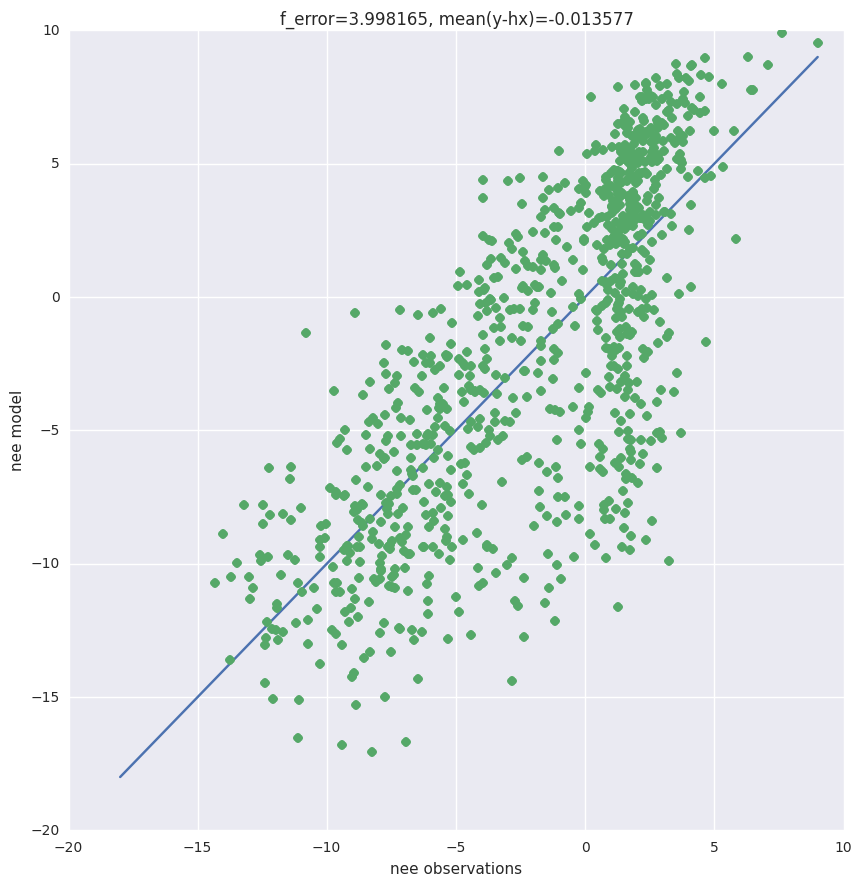 f_error=3.998165, mean(y-hx)=-0.013577
10
5
0
−5
−10
−15
−20
nee model
−20 −15 −10 −5 0 5 10
nee observations